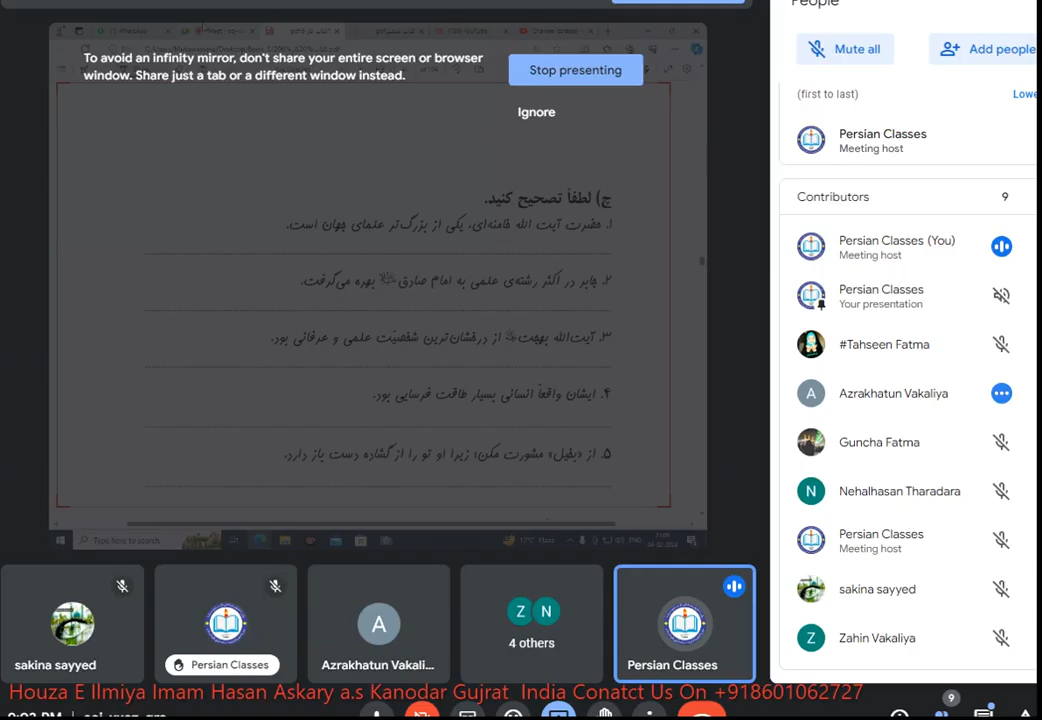 People
To avoid an infinity mirror, don't share your entire screen or browser
window. Share just a tab or a different window instead.
Stop presenting
Ignore
Mute all
Add people
(first to last)
Lowe
Persian Classes
Meeting host
Contributors
9
Persian Classes (You)
Meeting host
Persian Classes
Your presentation
#Tahseen Fatma
A
Azrakhatun Vakaliya
Guncha Fatma
N
Nehalhasan Tharadara
Persian Classes
Meeting host
sakina sayyed
Z
Zahin Vakaliya
ج) لطفاً تصحیح کنید.
۱. حضرت آیت الله خامنه‌ای، یکی از بزرگ‌تر علمای جهان است.
۲. جابر در اکثر رشته‌ی علمی به امام صادق بهره می‌گرفت.
۳. آیت‌الله بهجت از درخشان‌ترین شخصیّت علمی و عرفانی بود.
۴. ایشان واقعاً انسانی بسیار طاقت فرسایی بود.
۵. از «بخیل» مشورت مکن؛ زیرا او تو را از گشاده دست باز دارد.
Type here to search
sakina sayyed
Persian Classes
A
Azrakhatun Vakali...
Z N
4 others
Persian Classes
Houza E Ilmiya Imam Hasan Askary a.s Kanodar Gujrat India Conatct Us On +918601062727
9